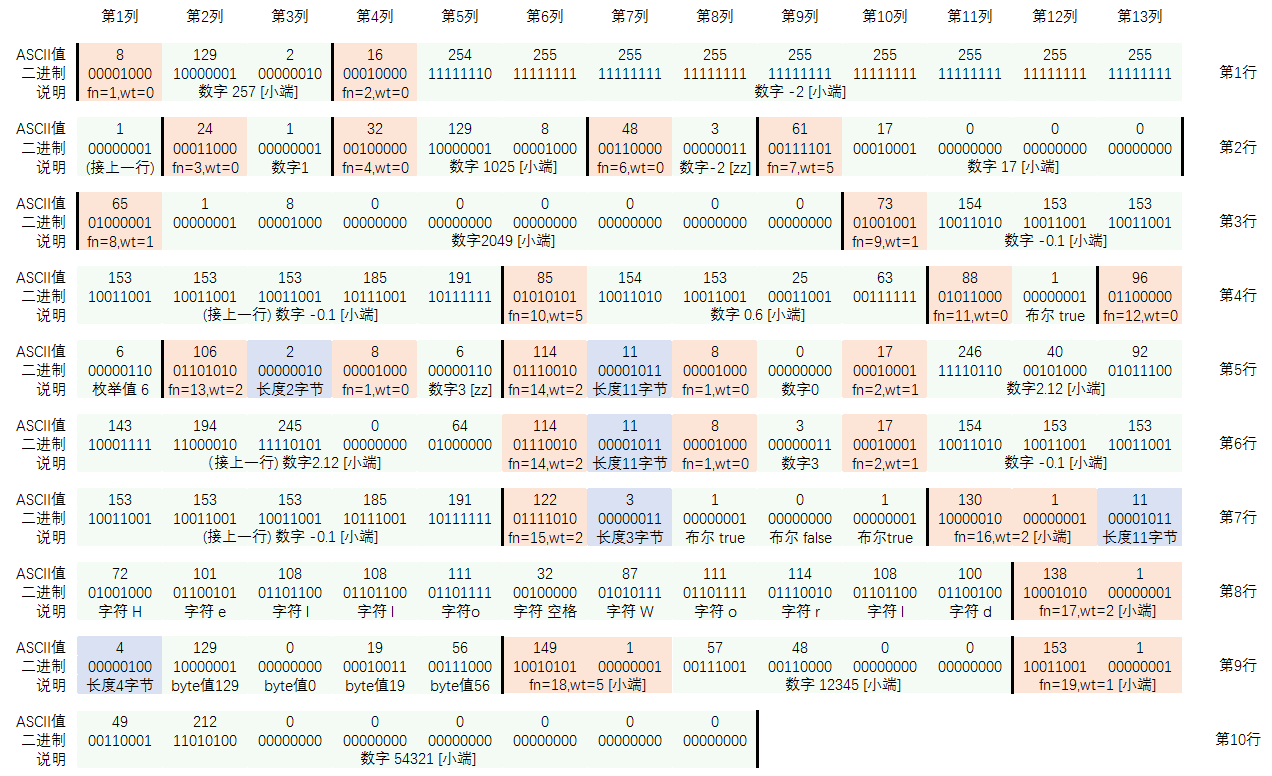 第1列 第2列 第3列 第4列 第5列 第6列 第7列 第8列 第9列 第10列 第11列 第12列 第13列
ASCII值 8 129 2 16 254 255 255 255 255 255 255 255 255
二进制 00001000 10000001 00000010 00010000 11111110 11111111 11111111 11111111 11111111 11111111 11111111 11111111 11111111 第1行
说明 fn=1,wt=0 数字 257 [小端] fn=2,wt=0 数字 -2 [小端]
ASCII值 1 24 1 32 129 8 48 3 61 17 0 0 0
二进制 00000001 00011000 00000001 00100000 10000001 00001000 00110000 00000011 00111101 00010001 00000000 00000000 00000000 第2行
说明 (接上一行) fn=3,wt=0 数字1 fn=4,wt=0 数字 1025 [小端] fn=6,wt=0 数字-2 [zz] fn=7,wt=5 数字 17 [小端]
ASCII值 65 1 8 0 0 0 0 0 0 73 154 153 153
二进制 01000001 00000001 00001000 00000000 00000000 00000000 00000000 00000000 00000000 01001001 10011010 10011001 10011001 第3行
说明 fn=8,wt=1 数字2049 [小端] fn=9,wt=1 数字 -0.1 [小端]
ASCII值 153 153 153 185 191 85 154 153 25 63 88 1 96
二进制 10011001 10011001 10011001 10111001 10111111 01010101 10011010 10011001 00011001 00111111 01011000 00000001 01100000 第4行
说明 (接上一行) 数字 -0.1 [小端] fn=10,wt=5 数字 0.6 [小端] fn=11,wt=0 布尔 true fn=12,wt=0
ASCII值 6 106 2 8 6 114 11 8 0 17 246 40 92
二进制 00000110 01101010 00000010 00001000 00000110 01110010 00001011 00001000 00000000 00010001 11110110 00101000 01011100 第5行
说明 枚举值 6 fn=13,wt=2 长度2字节 fn=1,wt=0 数字3 [zz] fn=14,wt=2 长度11字节 fn=1,wt=0 数字0 fn=2,wt=1 数字2.12 [小端]
ASCII值 143 194 245 0 64 114 11 8 3 17 154 153 153
二进制 10001111 11000010 11110101 00000000 01000000 01110010 00001011 00001000 00000011 00010001 10011010 10011001 10011001 第6行
说明 (接上一行) 数字2.12 [小端] fn=14,wt=2 长度11字节 fn=1,wt=0 数字3 fn=2,wt=1 数字 -0.1 [小端]
ASCII值 153 153 153 185 191 122 3 1 0 1 130 1 11
二进制 10011001 10011001 10011001 10111001 10111111 01111010 00000011 00000001 00000000 00000001 10000010 00000001 00001011 第7行
说明 (接上一行) 数字 -0.1 [小端] fn=15,wt=2 长度3字节 布尔 true 布尔 false 布尔true fn=16,wt=2 [小端] 长度11字节
ASCII值 72 101 108 108 111 32 87 111 114 108 100 138 1
二进制 01001000 01100101 01101100 01101100 01101111 00100000 01010111 01101111 01110010 01101100 01100100 10001010 00000001 第8行
说明 字符 H 字符 e 字符 l 字符 l 字符o 字符 空格 字符 W 字符 o 字符 r 字符 l 字符 d fn=17,wt=2 [小端]
ASCII值 4 129 0 19 56 149 1 57 48 0 0 153 1
二进制 00000100 10000001 00000000 00010011 00111000 10010101 00000001 00111001 00110000 00000000 00000000 10011001 00000001 第9行
说明 长度4字节 byte值129 byte值0 byte值19 byte值56 fn=18,wt=5 [小端] 数字 12345 [小端] fn=19,wt=1 [小端]
ASCII值 49 212 0 0 0 0 0 0
二进制 00110001 11010100 00000000 00000000 00000000 00000000 00000000 00000000 第10行
说明 数字 54321 [小端]